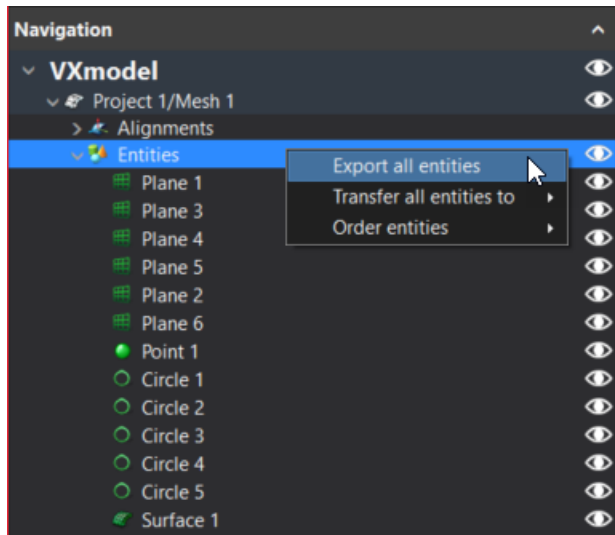 Navigation
VXmodel
Project 1/Mesh 1
Alignments
Entities
Export all entities
Plane 1
Transfer all entities to
Plane 3
Order entities
Plane 4
Plane 5
Plane 2
Plane 6
Point 1
Circle 1
Circle 2
Circle 3
Circle 4
Circle 5
Surface 1